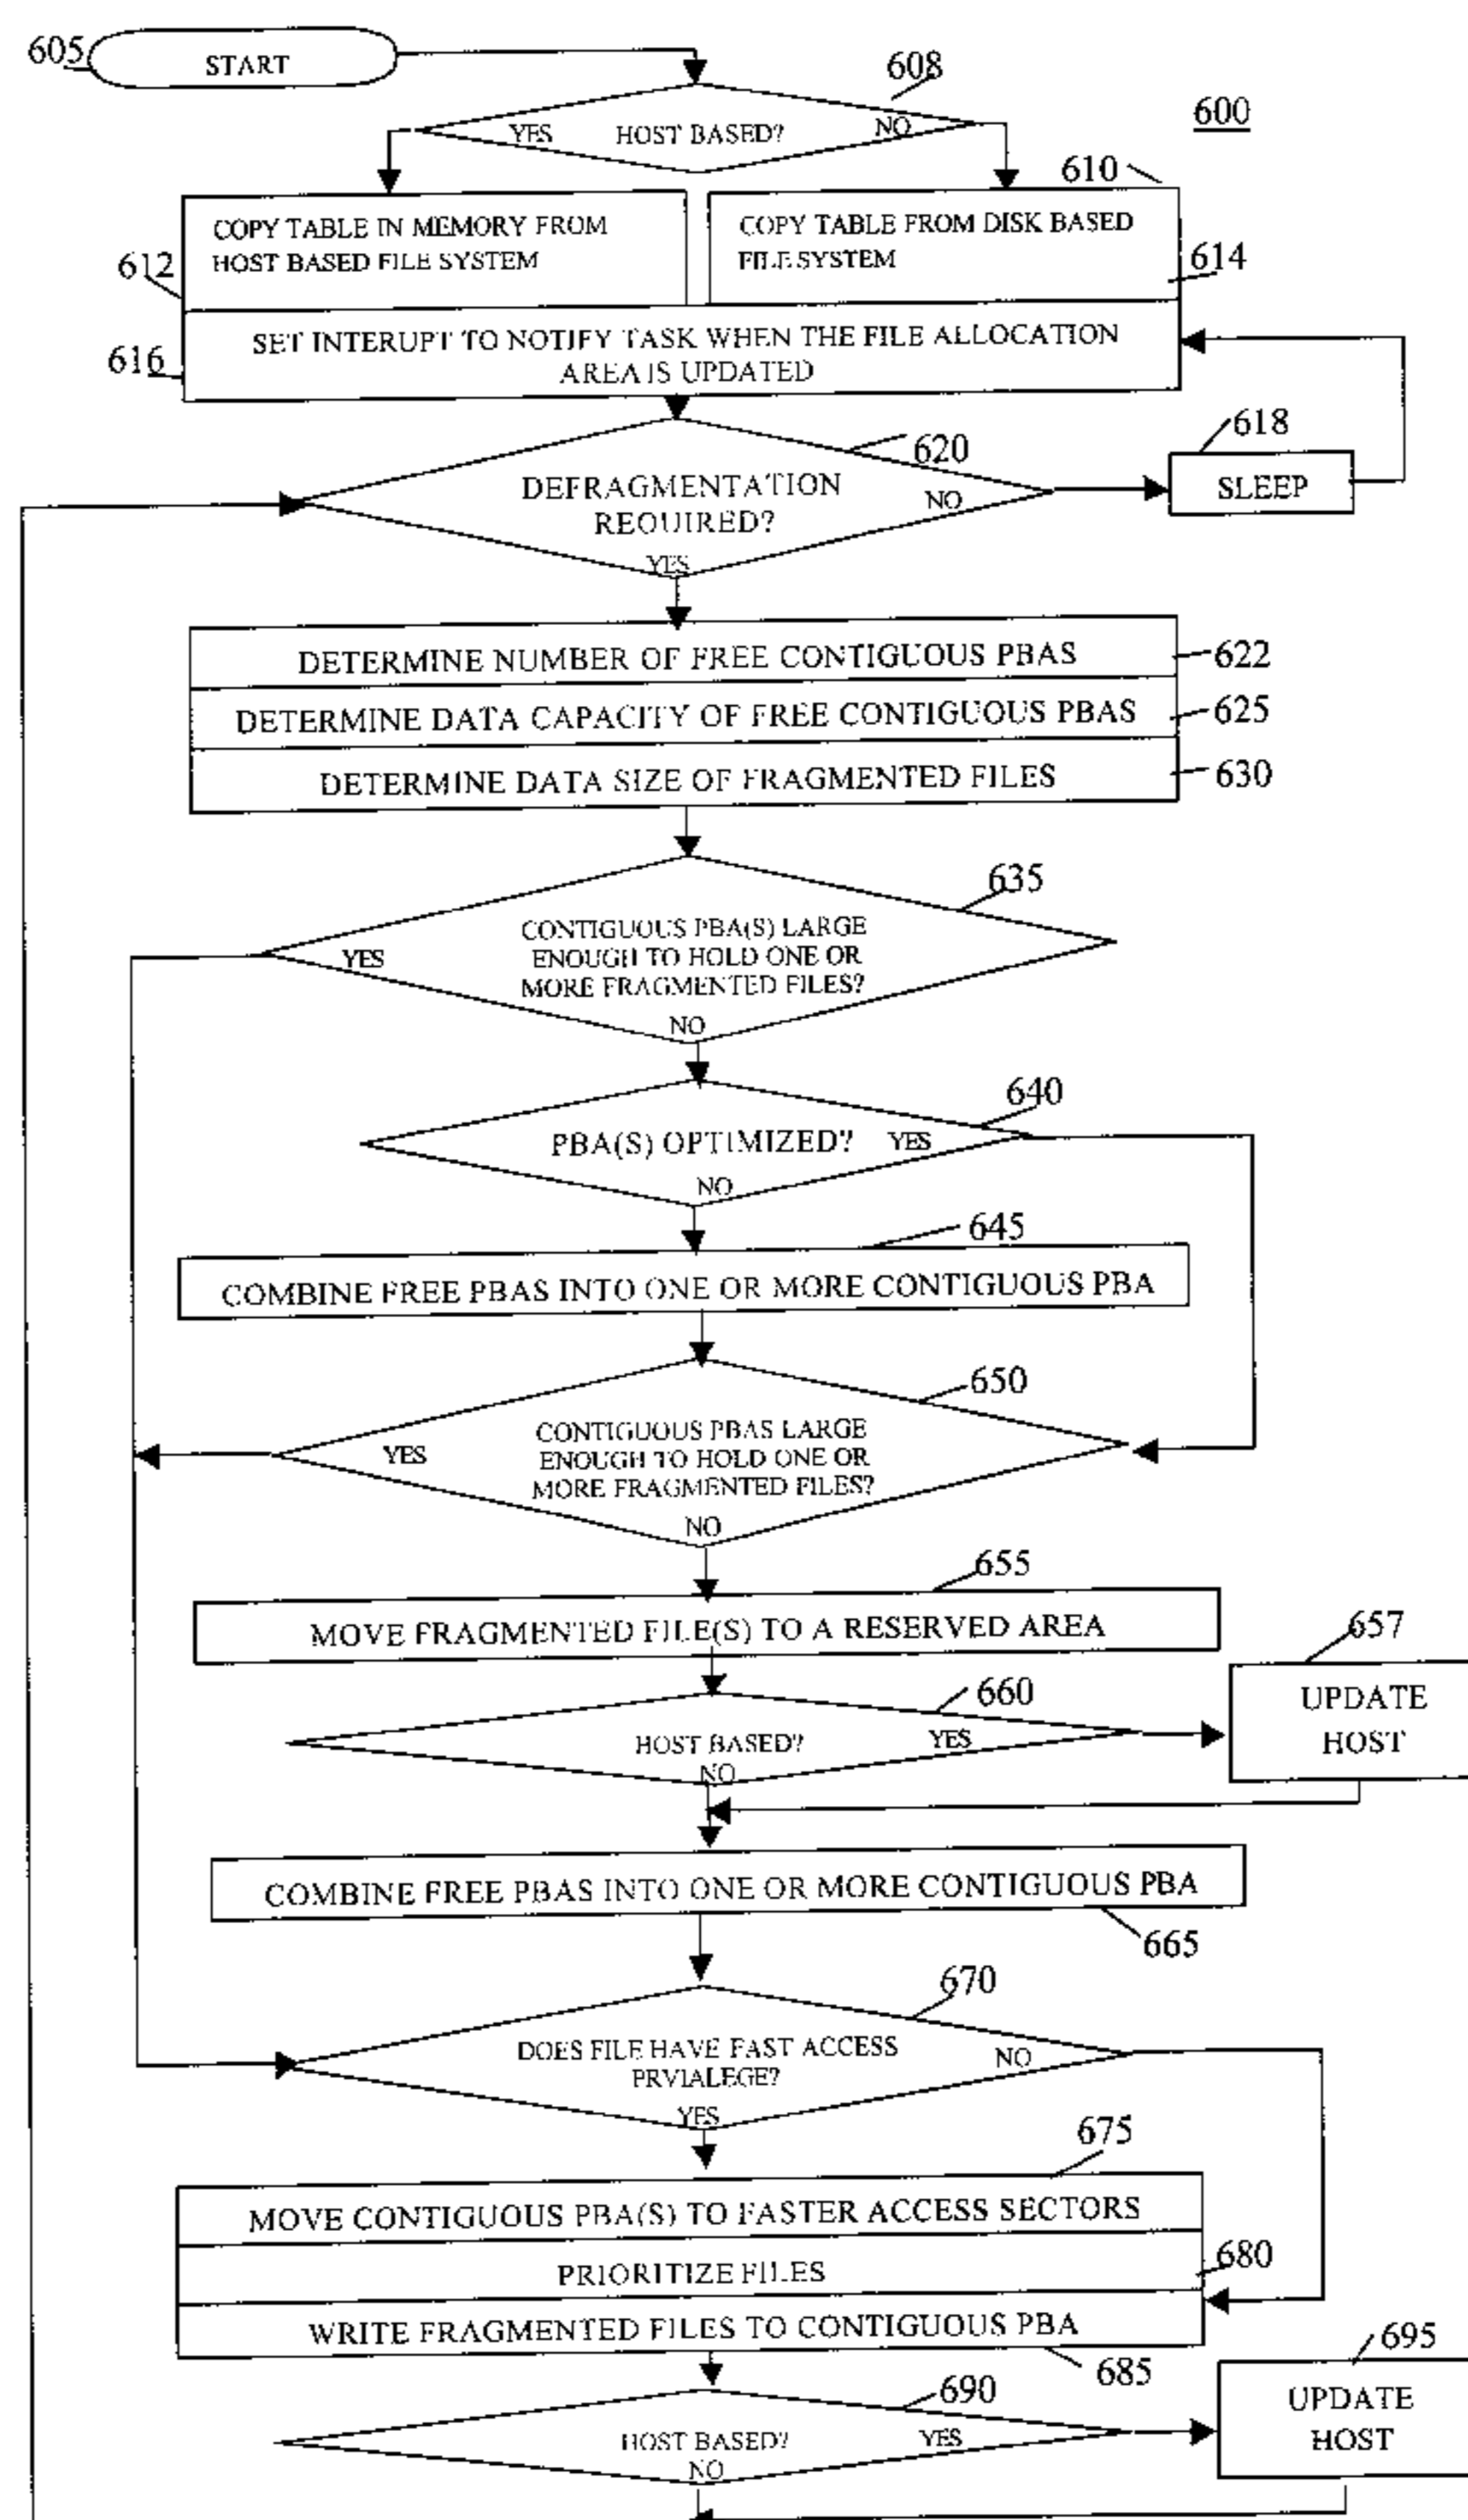 605
START
608
600
YES
HOST BASED?
NO
610
COPY TABLE IN MEMORY FROM
HOST BASED FILE SYSTEM
COPY TABLE FROM DISK BASED
FILE SYSTEM
612
614
SET INTERUPT TO NOTIFY TASK WHEN THE FILE ALLOCATION
AREA IS UPDATED
616
618
620
DEFRAGMENTATION
REQUIRED?
NO
SLEEP
YES
DETERMINE NUMBER OF FREE CONTIGUOUS PBAS
622
DETERMINE DATA CAPACITY OF FREE CONTIGUOUS PBAS
625
DETERMINE DATA SIZE OF FRAGMENTED FILES
630
635
CONTIGUOUS PBA(S) LARGE
ENOUGH TO HOLD ONE OR
MORE FRAGMENTED FILES?
YES
NO
640
PBA(S) OPTIMIZED?
YES
NO
645
COMBINE FREE PBAS INTO ONE OR MORE CONTIGUOUS PBA
650
CONTIGUOUS PBAS LARGE
ENOUGH TO HOLD ONE OR
MORE FRAGMENTED FILES?
YES
NO
655
MOVE FRAGMENTED FILE(S) TO A RESERVED AREA
657
660
UPDATE
HOST
HOST BASED?
YES
NO
COMBINE FREE PBAS INTO ONE OR MORE CONTIGUOUS PBA
665
670
DOES FILE HAVE FAST ACCESS
PRVIALEGE?
NO
YES
675
MOVE CONTIGUOUS PBA(S) TO FASTER ACCESS SECTORS
PRIORITIZE FILES
680
WRITE FRAGMENTED FILES TO CONTIGUOUS PBA
685
690
695
HOST BASED?
YES
NO
UPDATE
HOST